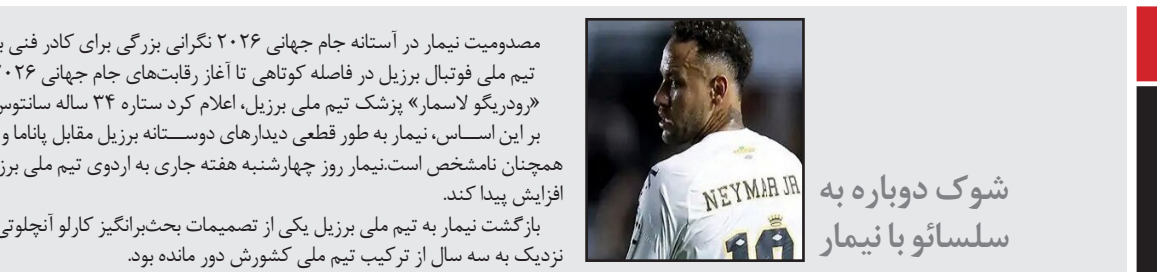 شوک دوباره به
سلسائو با نیمار
NEYMAR JR
10
مصدومیت نیمار در آستانه جام جهانی ۲۰۲۶ نگرانی بزرگی برای کادر فنی
تیم ملی فوتبال برزیل در فاصله کوتاهی تا آغاز رقابت‌های جام جهانی ۲۰۲۶
«رودریگو لاسمار» پزشک تیم ملی برزیل، اعلام کرد ستاره ۳۴ ساله سانتوس
بر این اســاس، نیمار به طور قطعی دیدارهای دوســتانه برزیل مقابل پاناما و
همچنان نامشخص است.نیمار روز چهارشنبه هفته جاری به اردوی تیم ملی
افزایش پیدا کند.
بازگشت نیمار به تیم ملی برزیل یکی از تصمیمات بحث‌برانگیز کارلو آنچلوتی
نزدیک به سه سال از ترکیب تیم ملی کشورش دور مانده بود.